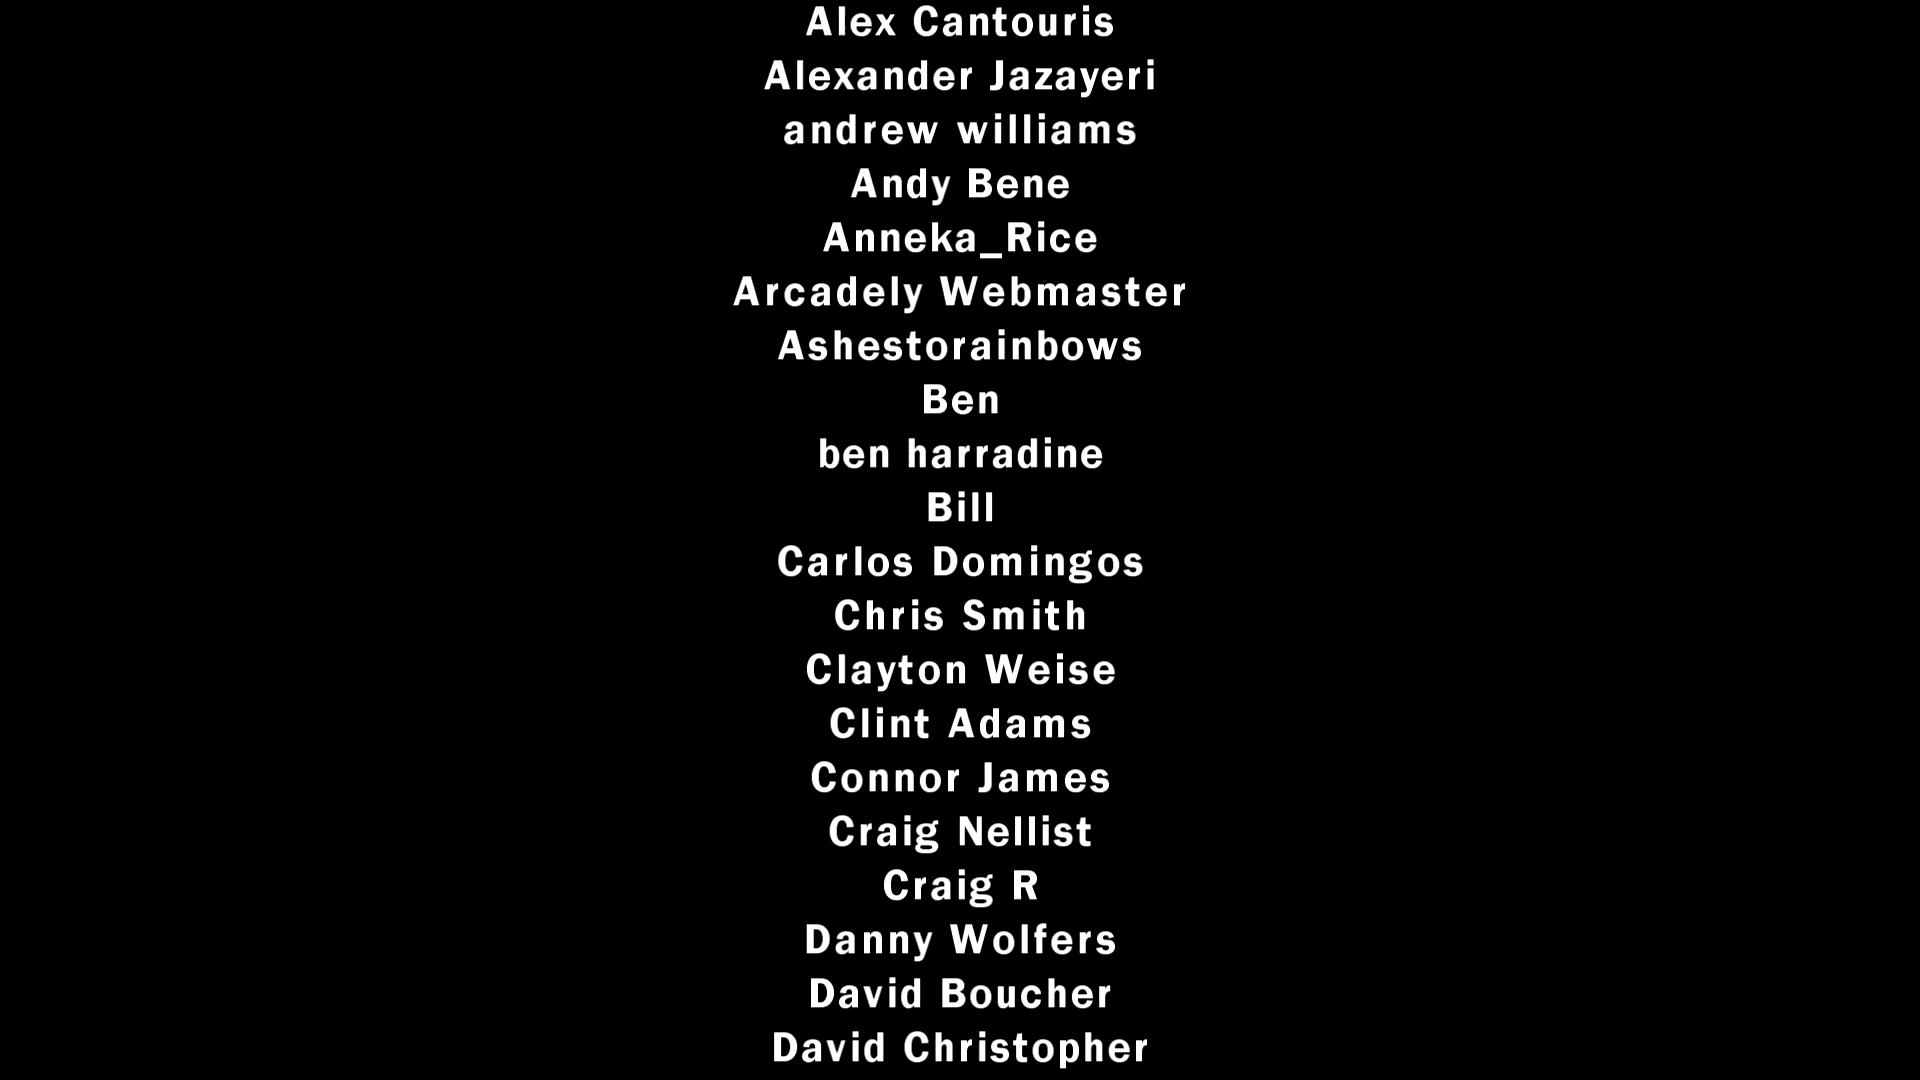 Alex Cantouris
Alexander Jazayeri
andrew williams
Andy Bene
Anneka_Rice
Arcadely Webmaster
Ashestorainbows
Ben
ben harradine
Bill
Carlos Domingos
Chris Smith
Clayton Weise
Clint Adams
Connor James
Craig Nellist
Craig R
Danny Wolfers
David Boucher
David Christopher